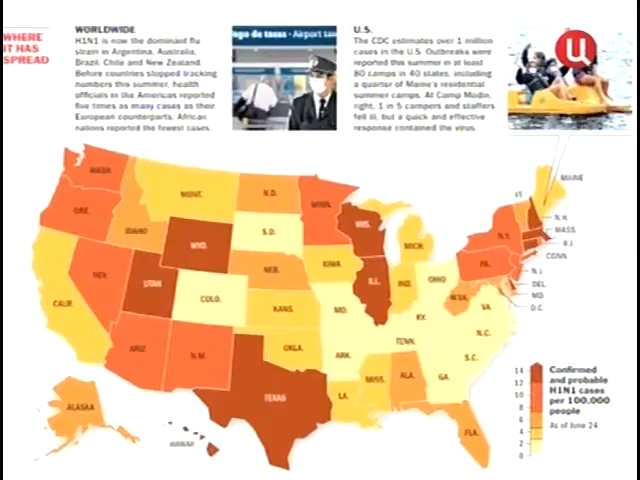 WHERE
IT HAS
SPREAD
WORLDWIDE
H1N1 is now the dominant flu
strain in Argentina, Australia,
Brazil, Chile and New Zealand.
Before countries stopped tracking
numbers this summer, health
officials in the Americas reported
five times as many cases as their
European counterparts. African
nations reported the fewest cases.
Airport tax
U.S.
The CDC estimates over 1 million
cases in the U.S. Outbreaks were
reported this summer in at least
80 camps in 40 states, including
a quarter of Maine's residential
summer camps. At Camp Modin,
right, 1 in 5 campers and staffers
fell ill, but a quick and effective
response contained the virus.
WASH.
ORE.
IDAHO
MONT.
N.D.
MINN.
WIS.
MICH.
VT.
MAINE
N.H.
MASS.
R.I.
CONN.
N.Y.
PA.
N.J.
DEL.
MD.
D.C.
WYO.
S.D.
IOWA
NEB.
NEV.
UTAH
COLO.
CALIF.
KANS.
MO.
ILL.
IND.
OHIO
W.VA.
VA.
KY.
N.C.
TENN.
S.C.
ARIZ.
N.M.
OKLA.
ARK.
TEXAS
LA.
MISS.
ALA.
GA.
FLA.
ALASKA
HAWAII
14
12
10
8
6
4
2
0
Confirmed
and probable
H1N1 cases
per 100,000
people
As of June 24